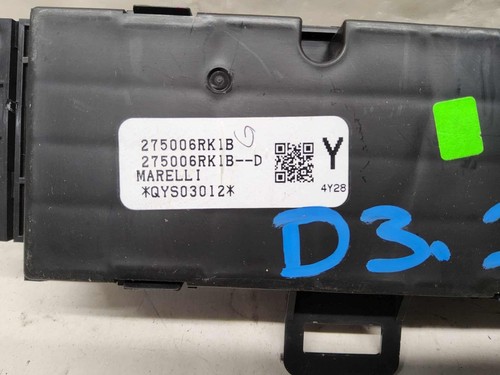 275006RK1B G
275006RK1B--D
MARELLI
*QYS03012*
Y
4Y28
D3.